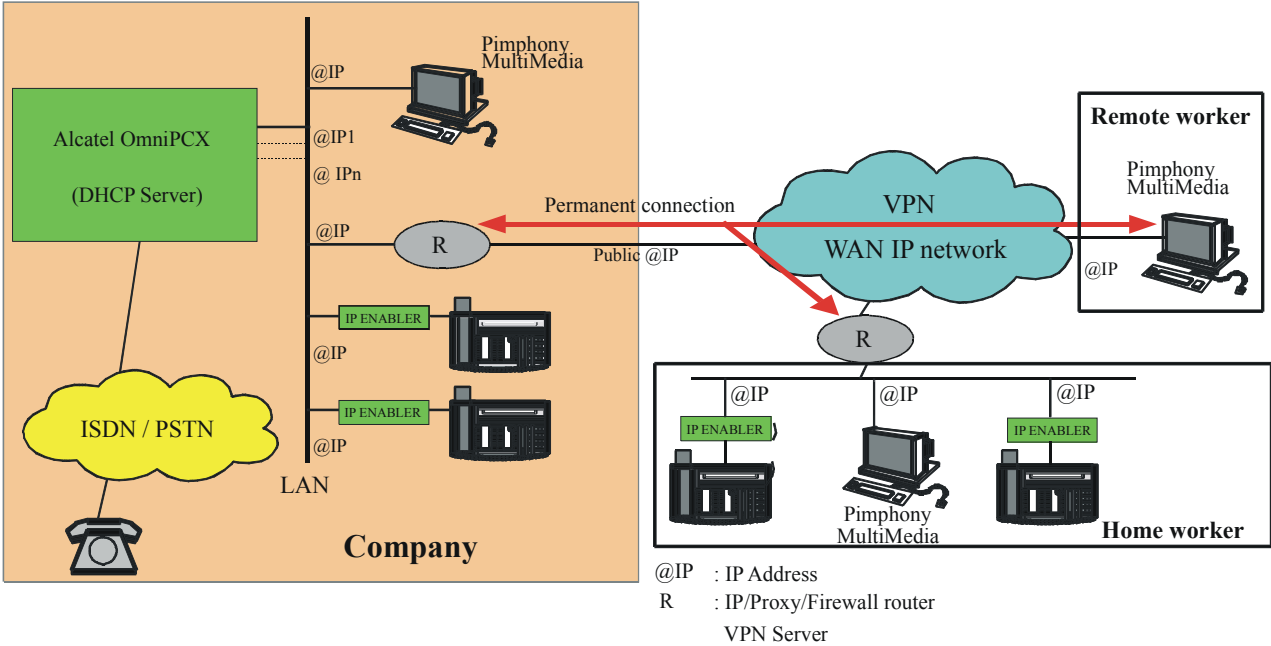 Pimphony
MultiMedia
@IP
Alcatel OmniPCX
(DHCP Server)
@IP1
@ IPn
@IP
R
Permanent connection
Public @IP
VPN
WAN IP network
Remote worker
Pimphony
MultiMedia
@IP
R
IP ENABLER
@IP
IP ENABLER
@IP
LAN
ISDN / PSTN
Company
@IP
@IP
@IP
IP ENABLER
IP ENABLER
Pimphony
MultiMedia
Home worker
@IP : IP Address
R : IP/Proxy/Firewall router
VPN Server